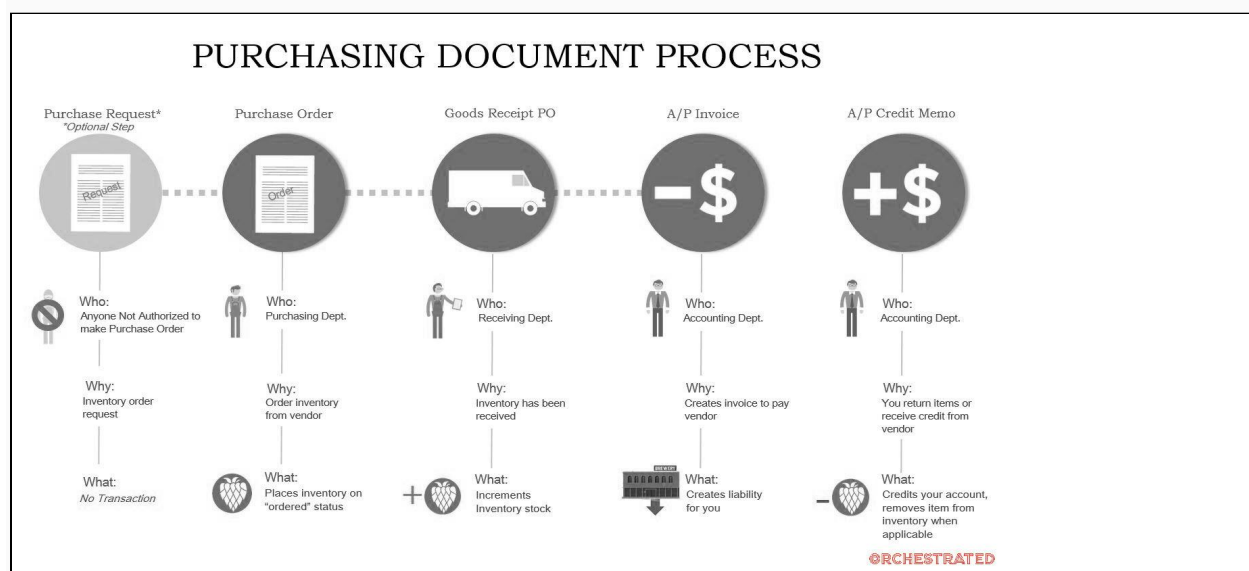 PURCHASING DOCUMENT PROCESS
Purchase Request*
*Optional Step
Request
Who:
Anyone Not Authorized to
make Purchase Order
Why:
Inventory order
request
What:
No Transaction
Purchase Order
Order
Who:
Purchasing Dept.
Why:
Order inventory
from vendor
What:
Places inventory on
"ordered" status
Goods Receipt PO
Who:
Receiving Dept.
Why:
Inventory has been
received
+
What:
Increments
Inventory stock
A/P Invoice
-$
Who:
Accounting Dept.
Why:
Creates invoice to pay
vendor
BREWERY
What:
Creates liability
for you
A/P Credit Memo
+$
Who:
Accounting Dept.
Why:
You return items or
receive credit from
vendor
-
What:
Credits your account,
removes item from
inventory when
applicable
ORCHESTRATED